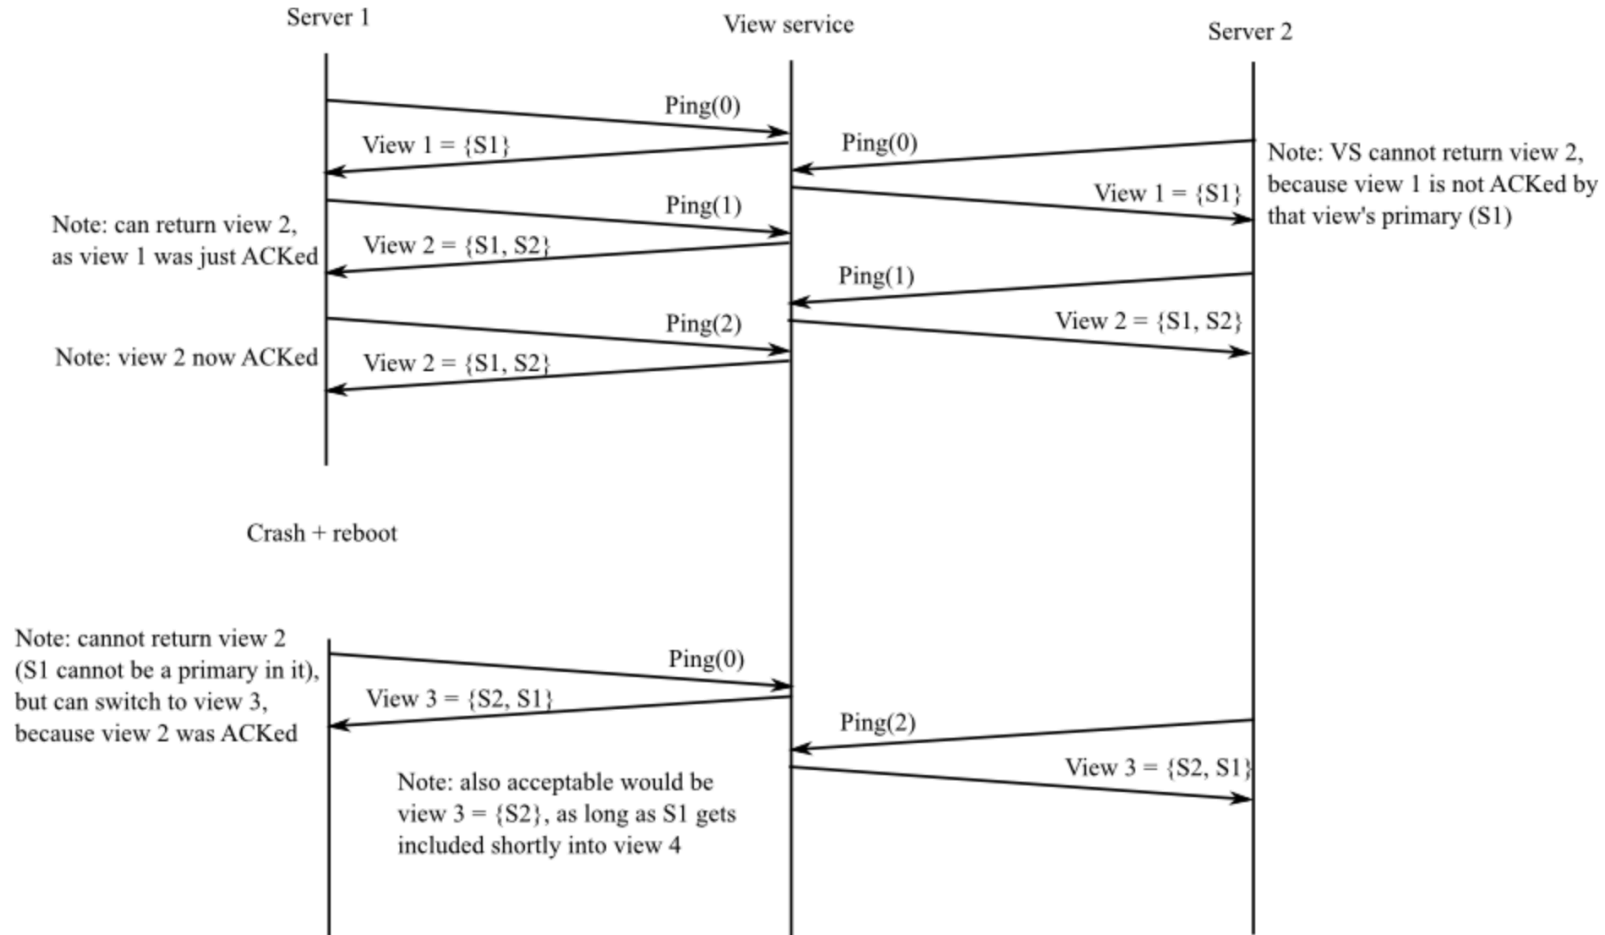 Server 1
View service
Server 2
Ping(0)
View 1 = {S1}
Ping(0)
Note: VS cannot return view 2,
because view 1 is not ACKed by
that view's primary (S1)
View 1 = {S1}
Ping(1)
Note: can return view 2,
as view 1 was just ACKed
View 2 = {S1, S2}
Ping(1)
View 2 = {S1, S2}
Ping(2)
Note: view 2 now ACKed
View 2 = {S1, S2}
Crash + reboot
Note: cannot return view 2
(S1 cannot be a primary in it),
but can switch to view 3,
because view 2 was ACKed
Ping(0)
View 3 = {S2, S1}
Ping(2)
View 3 = {S2, S1}
Note: also acceptable would be
view 3 = {S2}, as long as S1 gets
included shortly into view 4